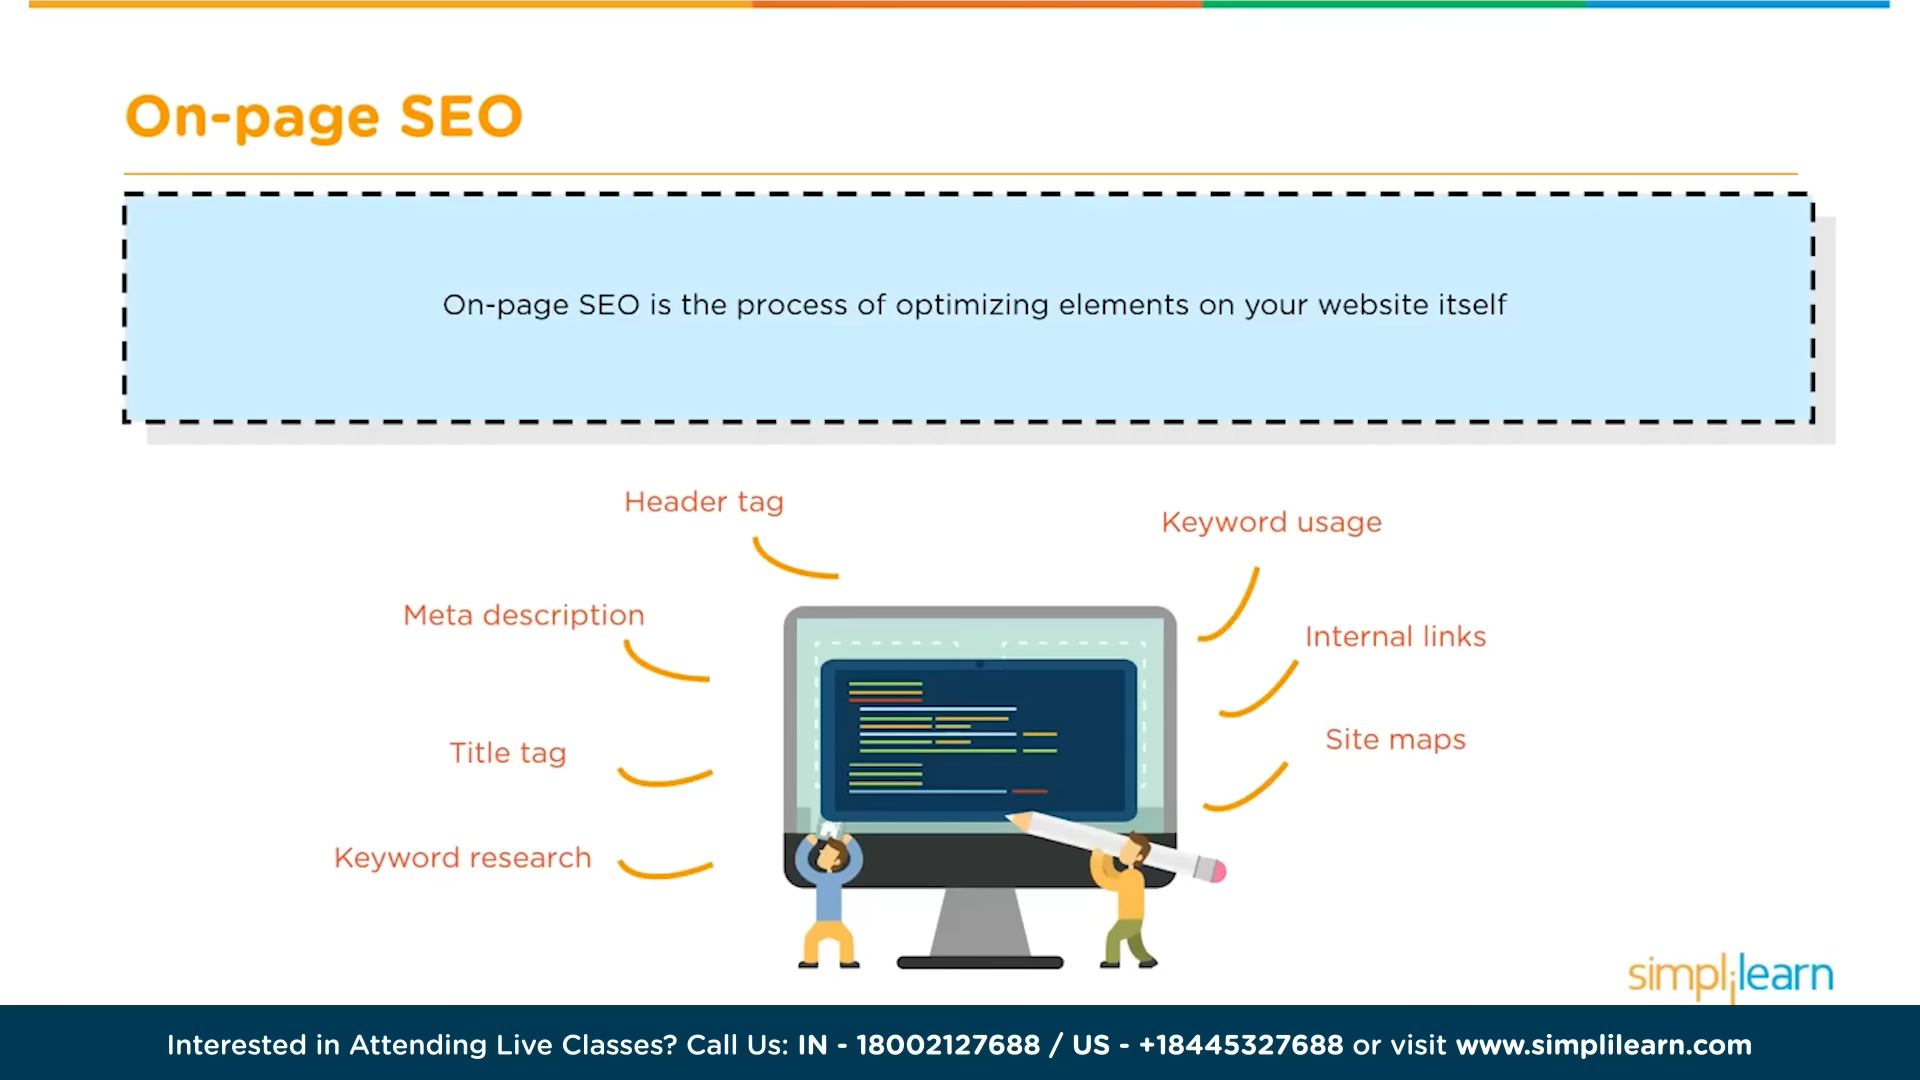 On-page SEO
On-page SEO is the process of optimizing elements on your website itself
Header tag
Keyword usage
Meta description
Internal links
Title tag
Site maps
Keyword research
simplilearn
Interested in Attending Live Classes? Call Us: IN - 18002127688 / US - +18445327688 or visit www.simplilearn.com